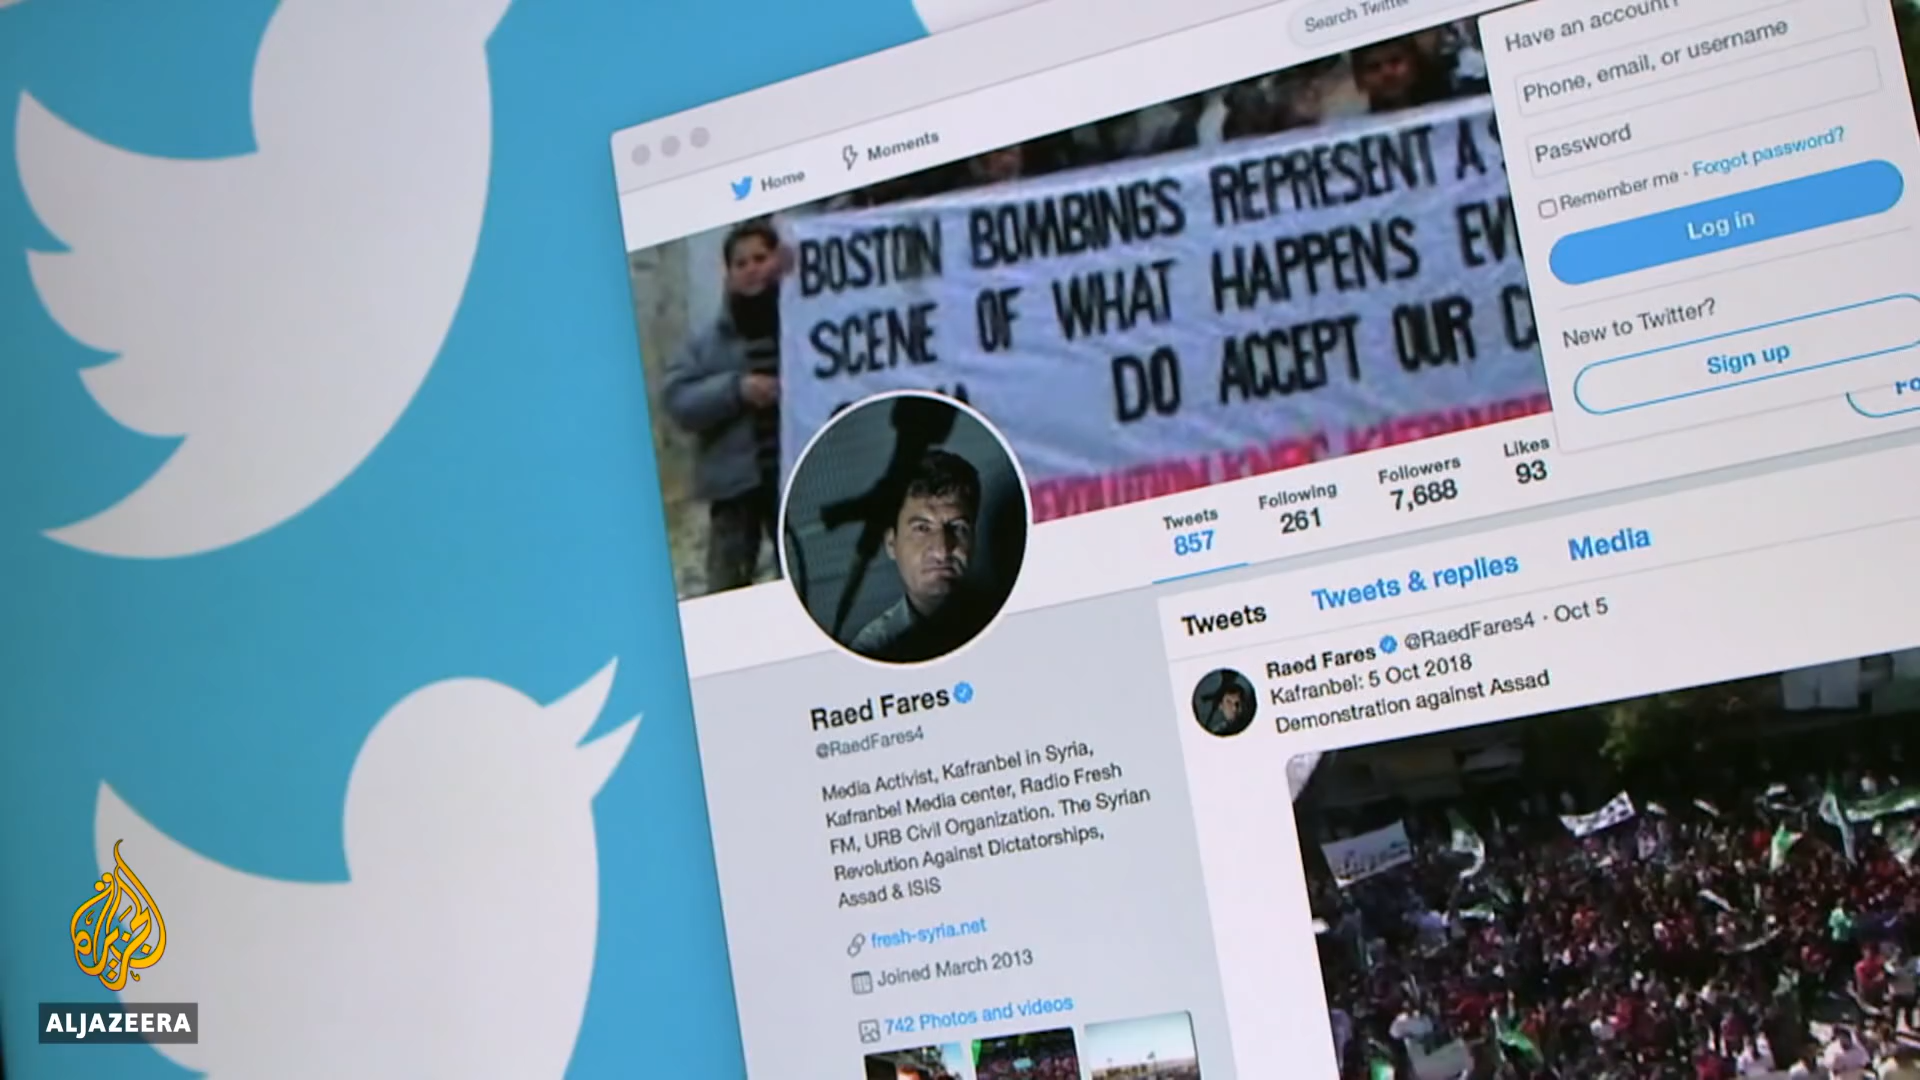 Search Twitter
Have an account?
Phone, email, or username
Password
Remember me · Forgot password?
Log in
New to Twitter?
Sign up
Home
Moments
BOSTON BOMBINGS REPRESENT A
SCENE OF WHAT HAPPENS
DO ACCEPT OUR
Tweets
857
Following
261
Followers
7,688
Likes
93
Tweets
Tweets & replies
Media
Raed Fares
@RaedFares4
Media Activist, Kafranbel in Syria,
Kafranbel Media center, Radio Fresh
FM, URB Civil Organization. The Syrian
Revolution Against Dictatorships,
Assad & ISIS
fresh-syria.net
Joined March 2013
742 Photos and videos
Raed Fares @RaedFares4 · Oct 5
Kafranbel: 5 Oct 2018
Demonstration against Assad
الجزيرة
ALJAZEERA